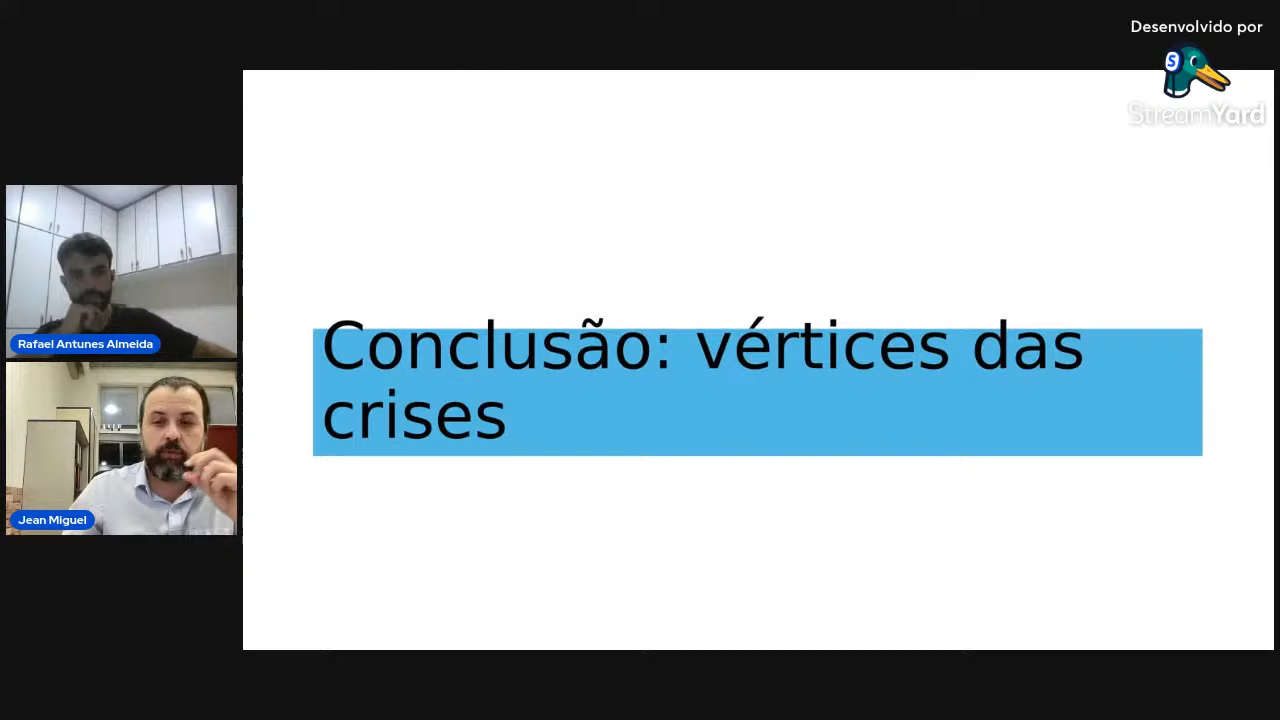 Desenvolvido por
S
StreamYard
Conclusão: vértices das
crises
Rafael Antunes Almeida
Jean Miguel